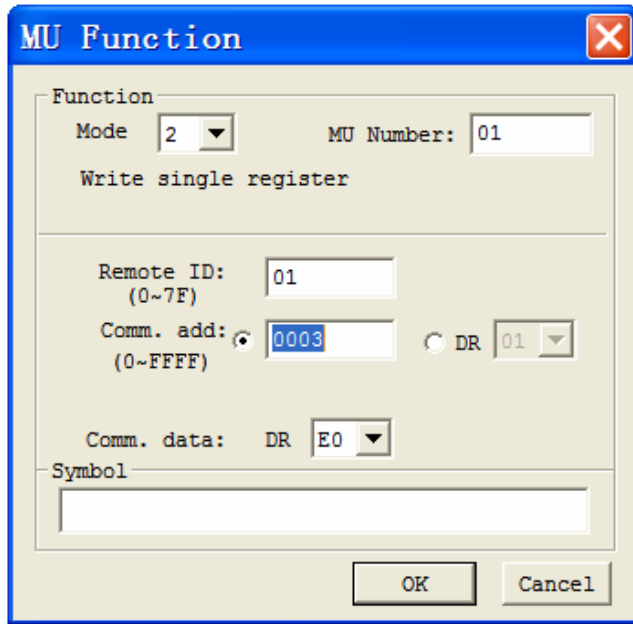 MU Function
Function
Mode 2 MU Number: 01
Write single register
Remote ID: 01
(0~7F)
Comm. add: 0003 DR 01
(0~FFFF)
Comm. data: DR E0
Symbol
OK Cancel